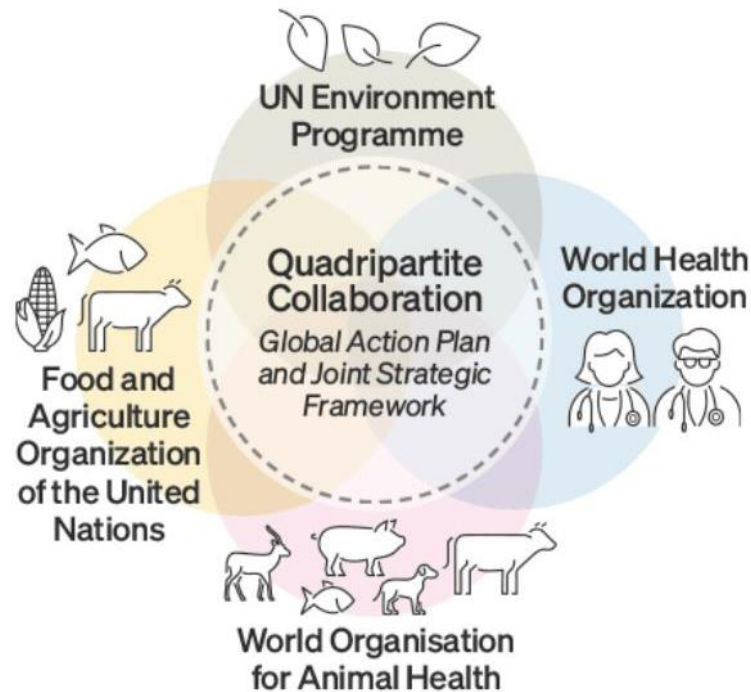 UN Environment
Programme
Quadripartite
Collaboration
Global Action Plan
and Joint Strategic
Framework
World Health
Organization
Food and
Agriculture
Organization
of the United
Nations
World Organisation
for Animal Health